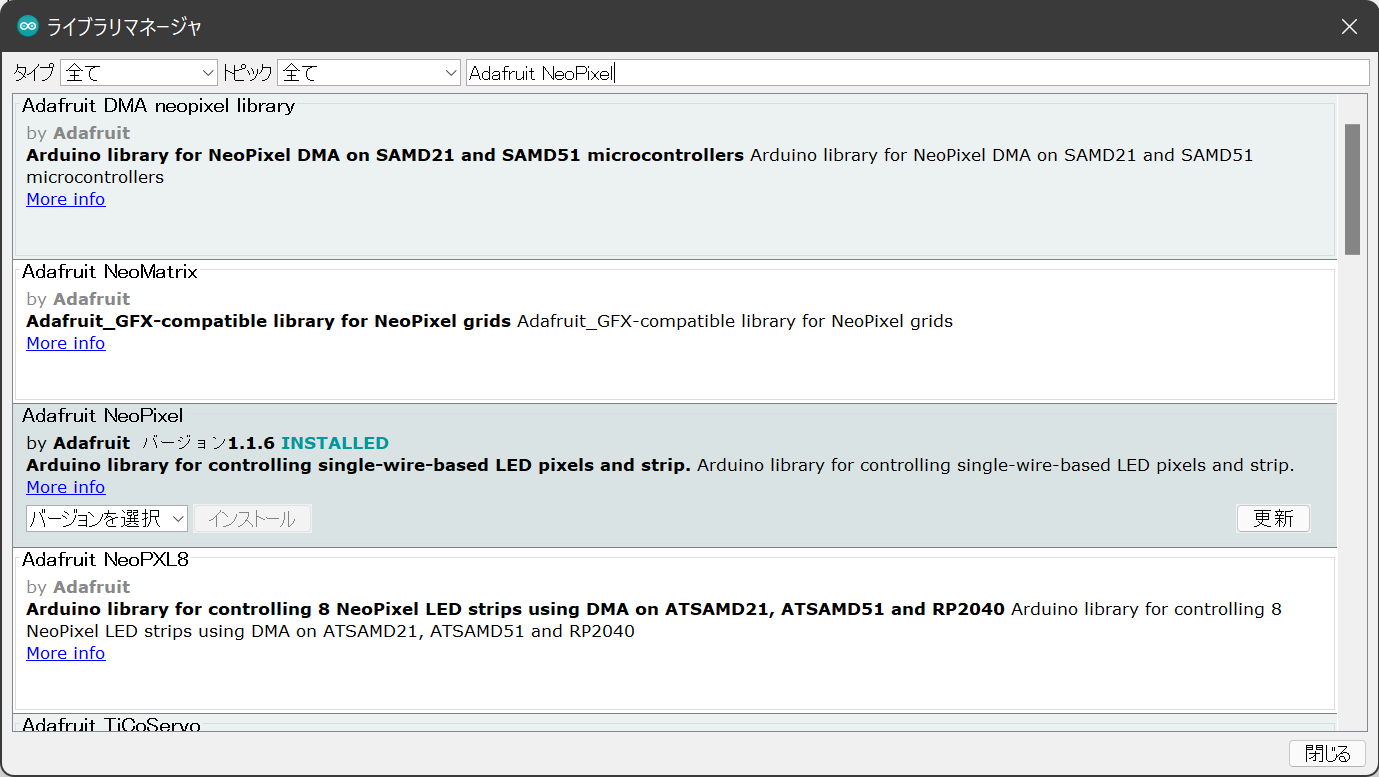 ライブラリマネージャ
タイプ 全て トピック 全て Adafruit NeoPixel
Adafruit DMA neopixel library
by Adafruit
Arduino library for NeoPixel DMA on SAMD21 and SAMD51 microcontrollers Arduino library for NeoPixel DMA on SAMD21 and SAMD51
microcontrollers
More info
Adafruit NeoMatrix
by Adafruit
Adafruit_GFX-compatible library for NeoPixel grids Adafruit_GFX-compatible library for NeoPixel grids
More info
Adafruit NeoPixel
by Adafruit バージョン1.1.6 INSTALLED
Arduino library for controlling single-wire-based LED pixels and strip. Arduino library for controlling single-wire-based LED pixels and strip.
More info
バージョンを選択 インストール 更新
Adafruit NeoPXL8
by Adafruit
Arduino library for controlling 8 NeoPixel LED strips using DMA on ATSAMD21, ATSAMD51 and RP2040 Arduino library for controlling 8
NeoPixel LED strips using DMA on ATSAMD21, ATSAMD51 and RP2040
More info
Adafruit TiCoServo
閉じる